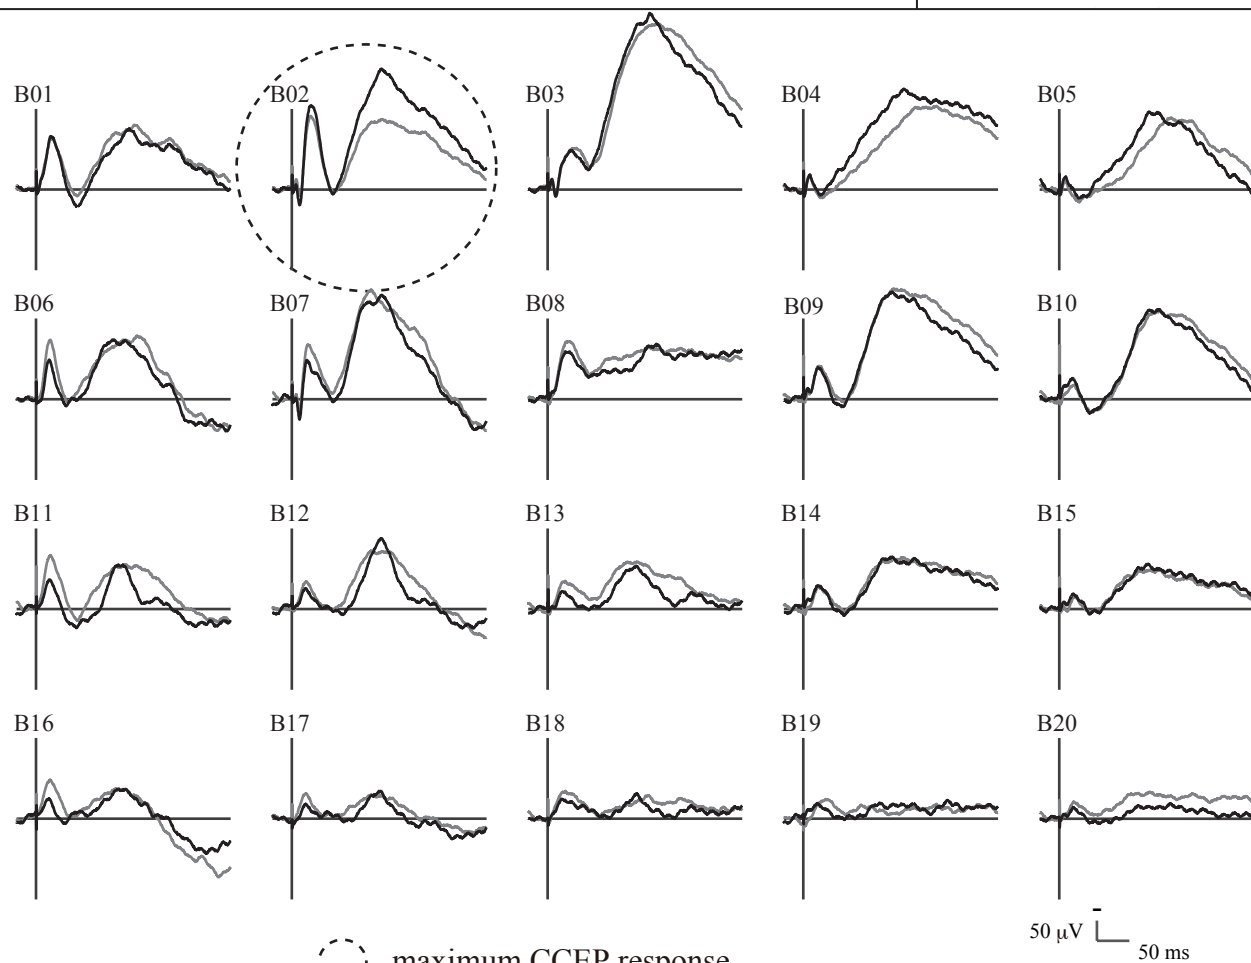 B01 B02 B03 B04 B05
B06 B07 B08 B09 B10
B11 B12 B13 B14 B15
B16 B17 B18 B19 B20
50 µV
50 ms
maximum CCEP response